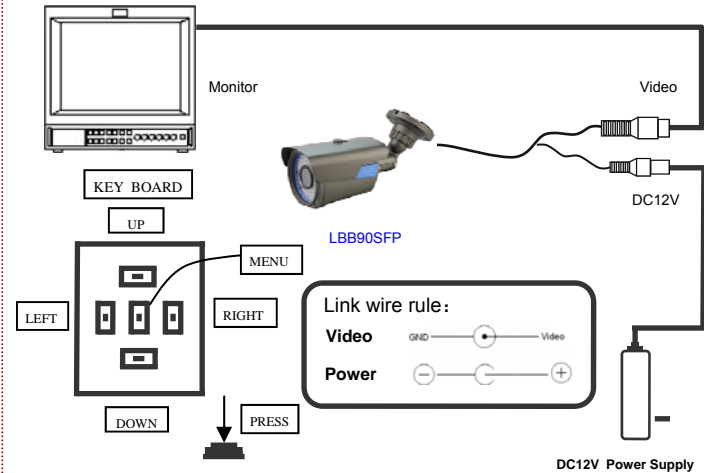 Monitor
Video
KEY BOARD
DC12V
UP
LBB90SFP
MENU
LEFT
RIGHT
Link wire rule:
Video GND Video
Power − +
DOWN
PRESS
DC12V Power Supply